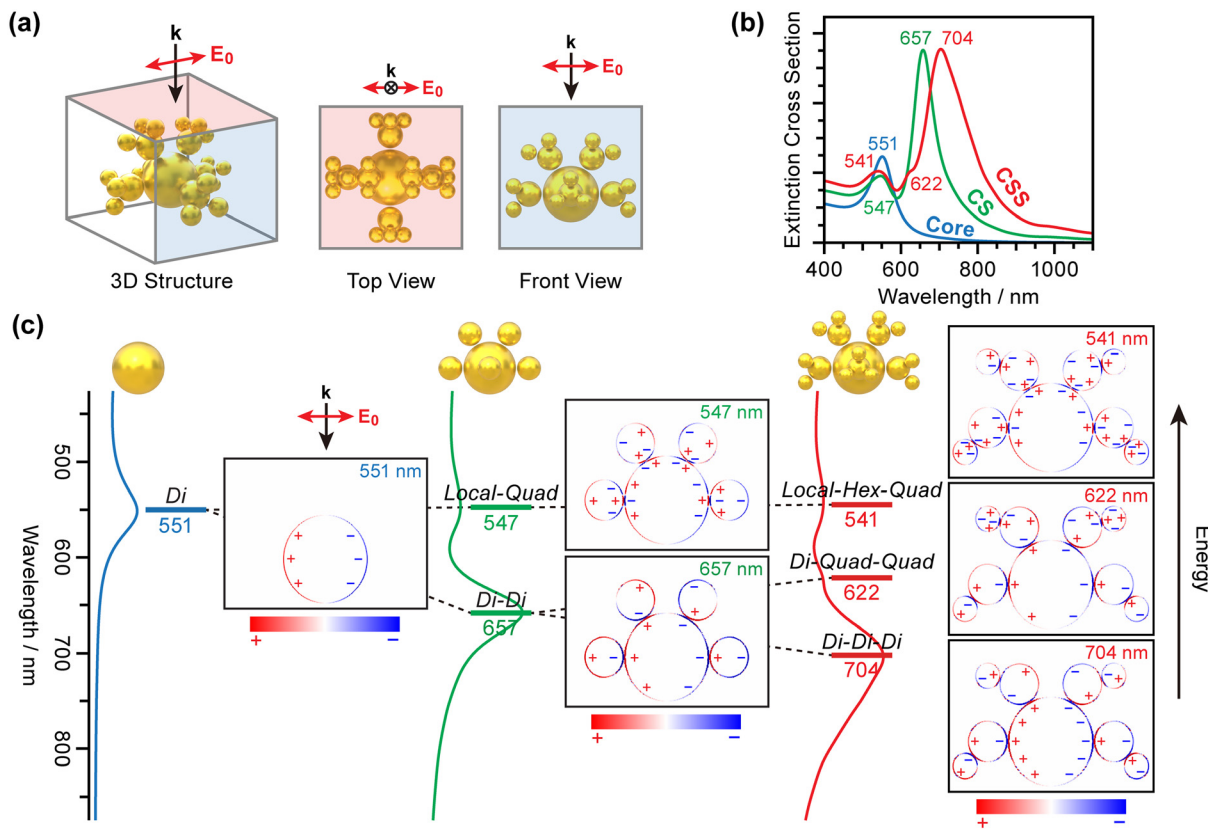 (a)
k
E0
k
E0
k
E0
3D Structure
Top View
Front View
(b)
Extinction Cross Section
657
704
551
541
622
547
CSS
CS
Core
400
600
800
1000
Wavelength / nm
(c)
Wavelength / nm
500
600
700
800
Di
551
k
E0
551 nm
+
−
Local-Quad
547
Di-Di
657
547 nm
657 nm
+
−
Local-Hex-Quad
541
Di-Quad-Quad
622
Di-Di-Di
704
541 nm
622 nm
704 nm
+
−
Energy